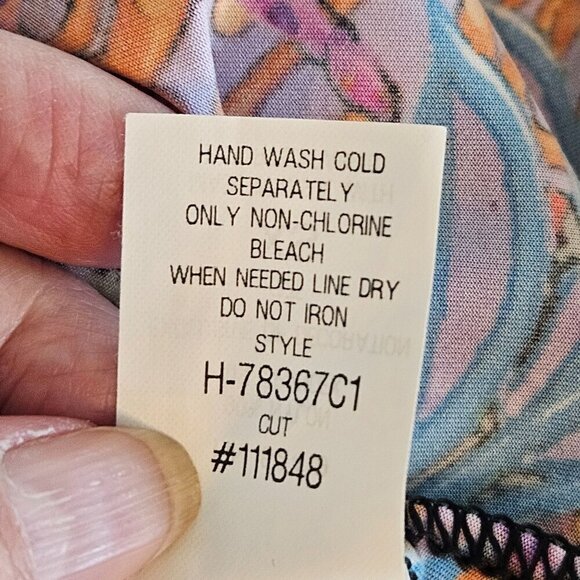 HAND WASH COLD
SEPARATELY
ONLY NON-CHLORINE
BLEACH
WHEN NEEDED LINE DRY
DO NOT IRON
STYLE
H-78367C1
CUT
#111848